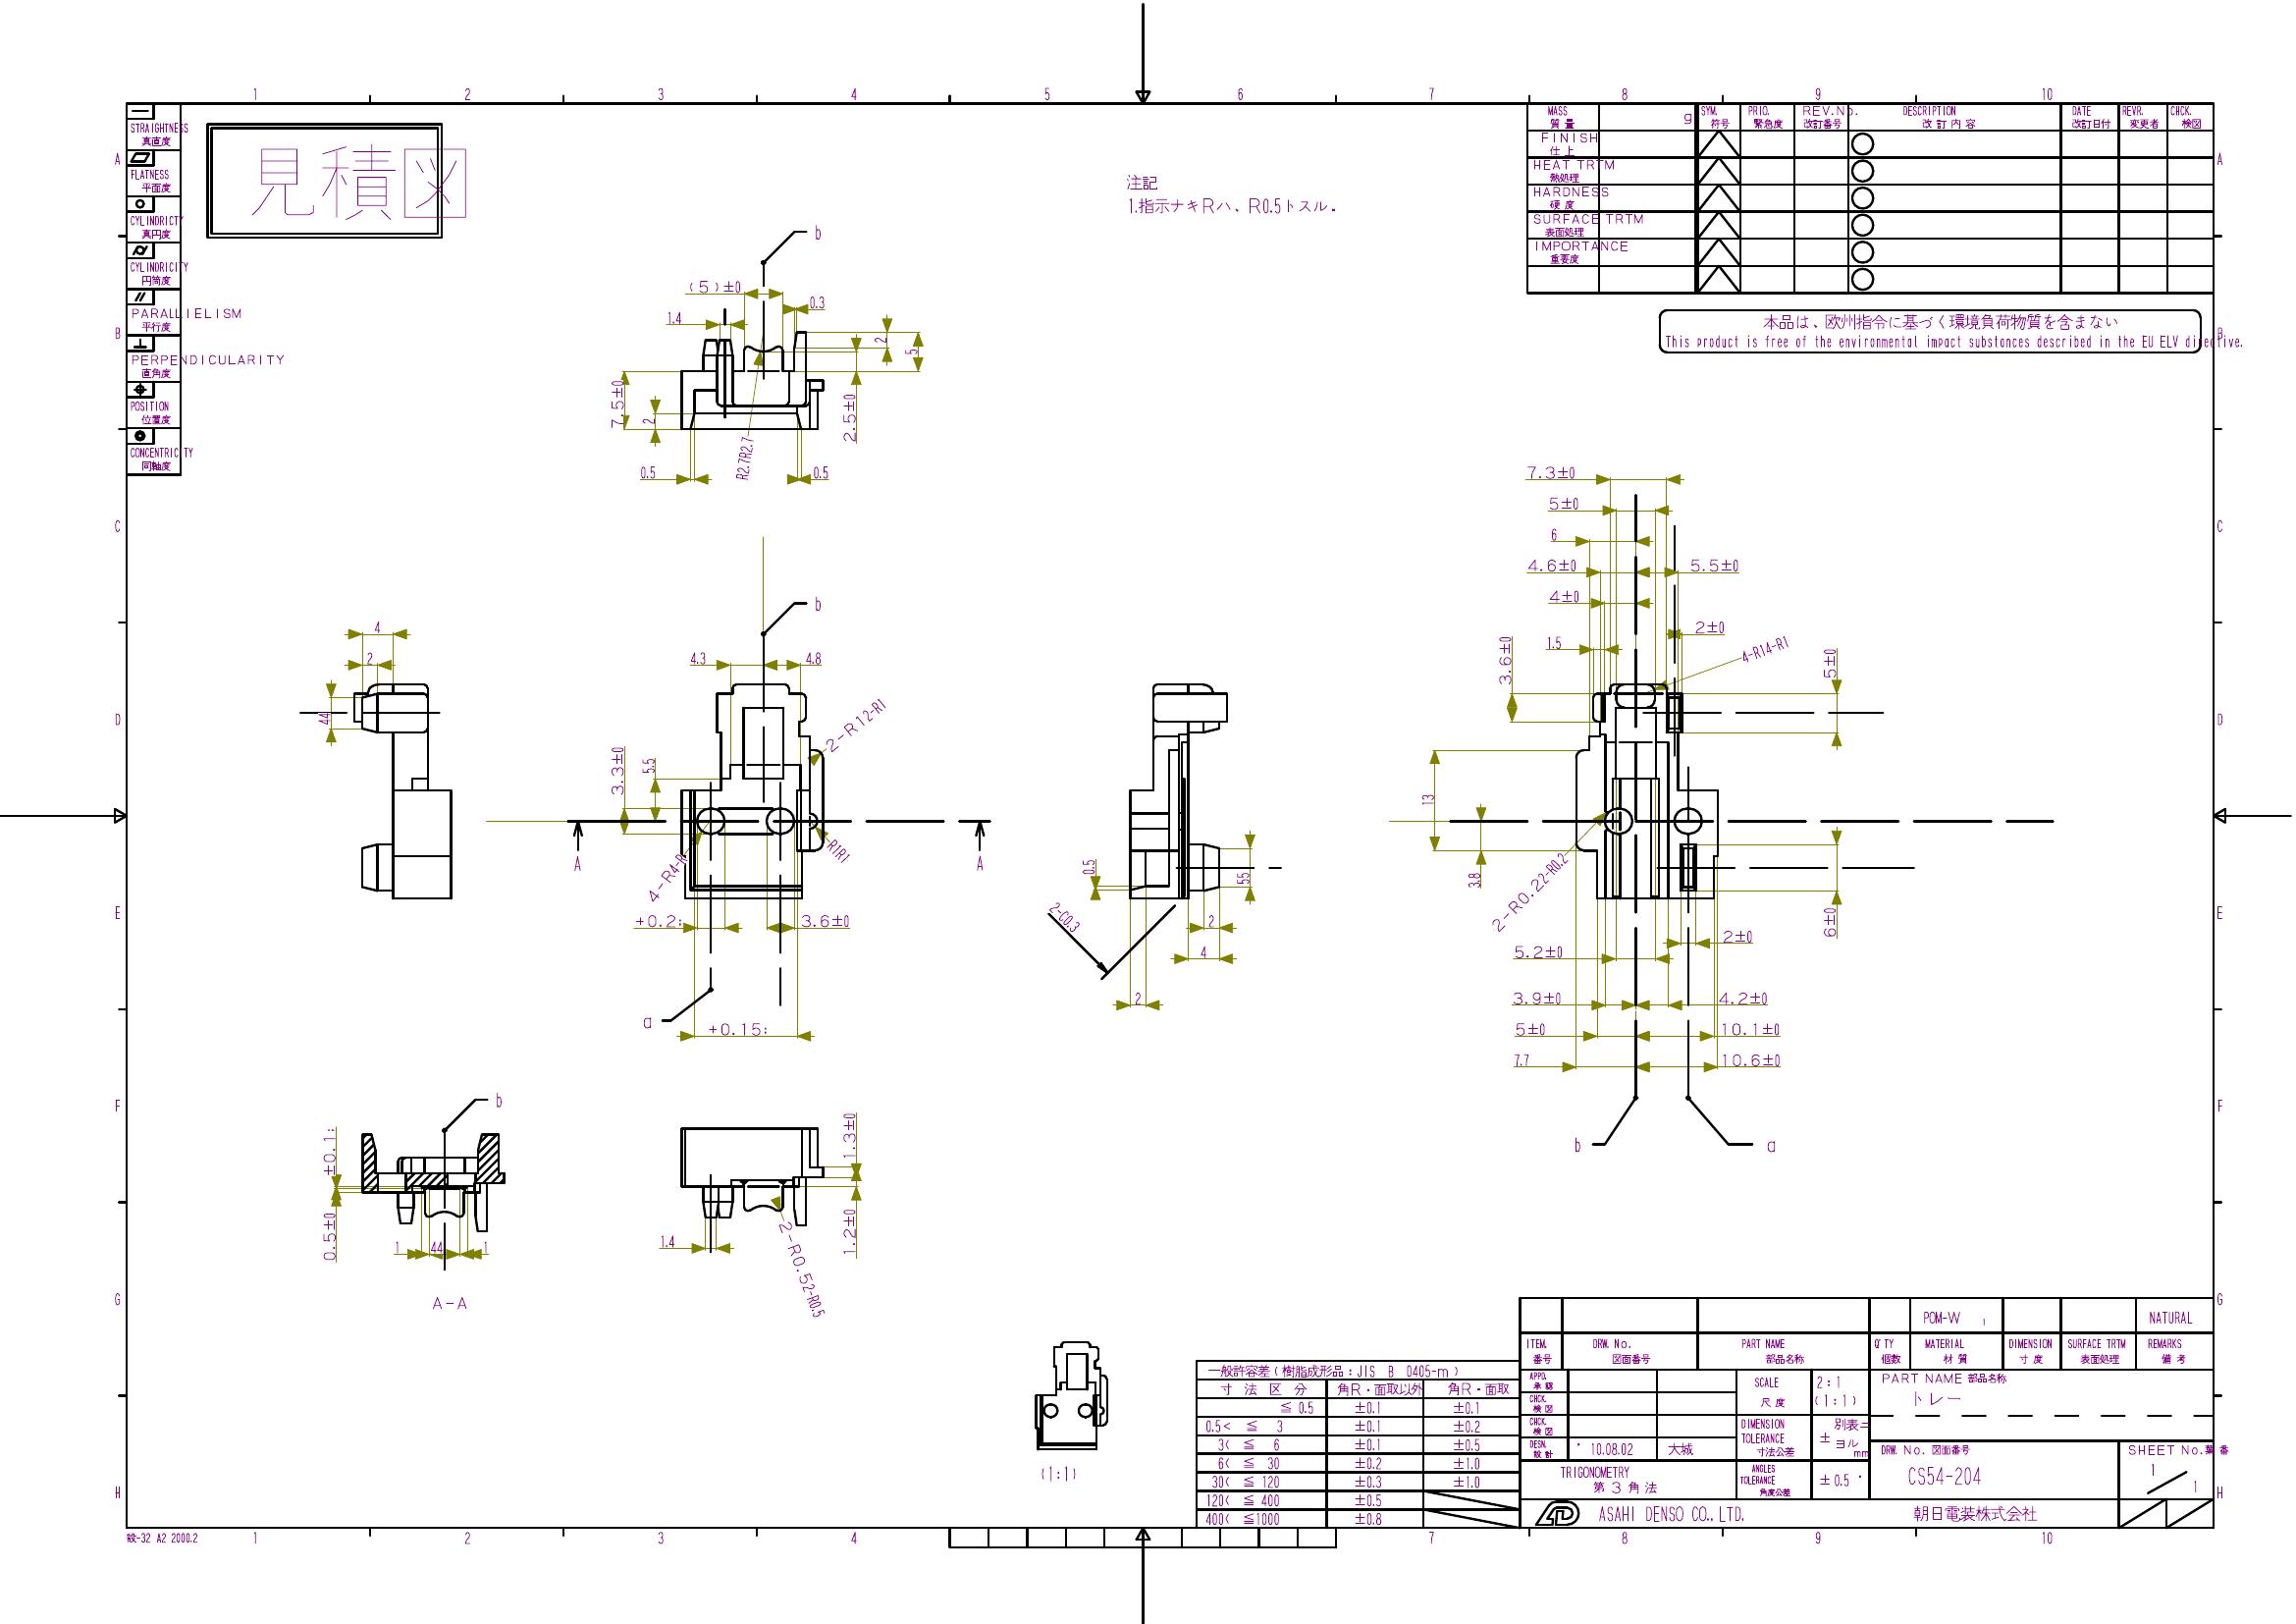 1 2 3 4 5 6 7 8 9 10
A B C D E F G H
STRAIGHTNESS
真直度
FLATNESS
平面度
CYLINDRICTY
真円度
CYLINDRICITY
円筒度
PARALLIELISM
平行度
PERPENDICULARITY
直角度
POSITION
位置度
CONCENTRICITY
同軸度
見積図
注記
1.指示ナキRハ、R0.5トスル.
MASS g SYM. PRIO. REV.No. DESCRIPTION DATE REVR. CHCK.
質量 符号 緊急度 改訂番号 改訂内容 改訂日付 変更者 検図
FINISH
仕上
HEAT TRTM
熱処理
HARDNESS
硬度
SURFACE TRTM
表面処理
IMPORTANCE
重要度
本品は、欧州指令に基づく環境負荷物質を含まない
This product is free of the environmental impact substances described in the EU ELV directive.
b
(5)±0
0.3
1.4
2
5
7.5±0
2
2.5±0
R2.7R2.7
0.5
0.5
4
2
44
b
4.3
4.8
2-R12-R1
3.3±0
5.5
A
A
4-R4-R
R1R1
+0.2:
3.6±0
a
+0.15:
0.5
2-C0.3
55
2
4
2
7.3±0
5±0
6
4.6±0
5.5±0
4±0
2±0
1.5
3.6±0
4-R14-R1
5±0
13
3.8
2-R0.22-R0.2
6±0
2±0
5.2±0
3.9±0
4.2±0
5±0
10.1±0
7.7
10.6±0
b
a
b
±0.1:
0.5±0
1
44
1
A-A
1.3±0
1.2±0
1.4
2-R0.52-R0.5
(1:1)
一般許容差(樹脂成形品:JIS B 0405-m)
寸法区分 角R・面取以外 角R・面取
≦ 0.5 ±0.1 ±0.1
0.5< ≦ 3 ±0.1 ±0.2
3< ≦ 6 ±0.1 ±0.5
6< ≦ 30 ±0.2 ±1.0
30< ≦ 120 ±0.3 ±1.0
120< ≦ 400 ±0.5
400< ≦1000 ±0.8
POM-W NATURAL
ITEM. DRW. No. PART NAME Q'TY MATERIAL DIMENSION SURFACE TRTM REMARKS
番号 図面番号 部品名称 個数 材質 寸度 表面処理 備考
APPD.
承認
CHCK.
検図
CHCK.
検図
DESN.
設計
' 10.08.02 大城
SCALE
尺度
2:1
(1:1)
DIMENSION
TOLERANCE
寸法公差
± 別表ニ
ヨル mm
TRIGONOMETRY
第3角法
ANGLES
TOLERANCE
角度公差
±0.5 °
PART NAME 部品名称
トレー
DRW. No. 図面番号
CS54-204
SHEET No.葉番
1
1
ASAHI DENSO CO., LTD. 朝日電装株式会社
1 2 3 4 7 8 9 10